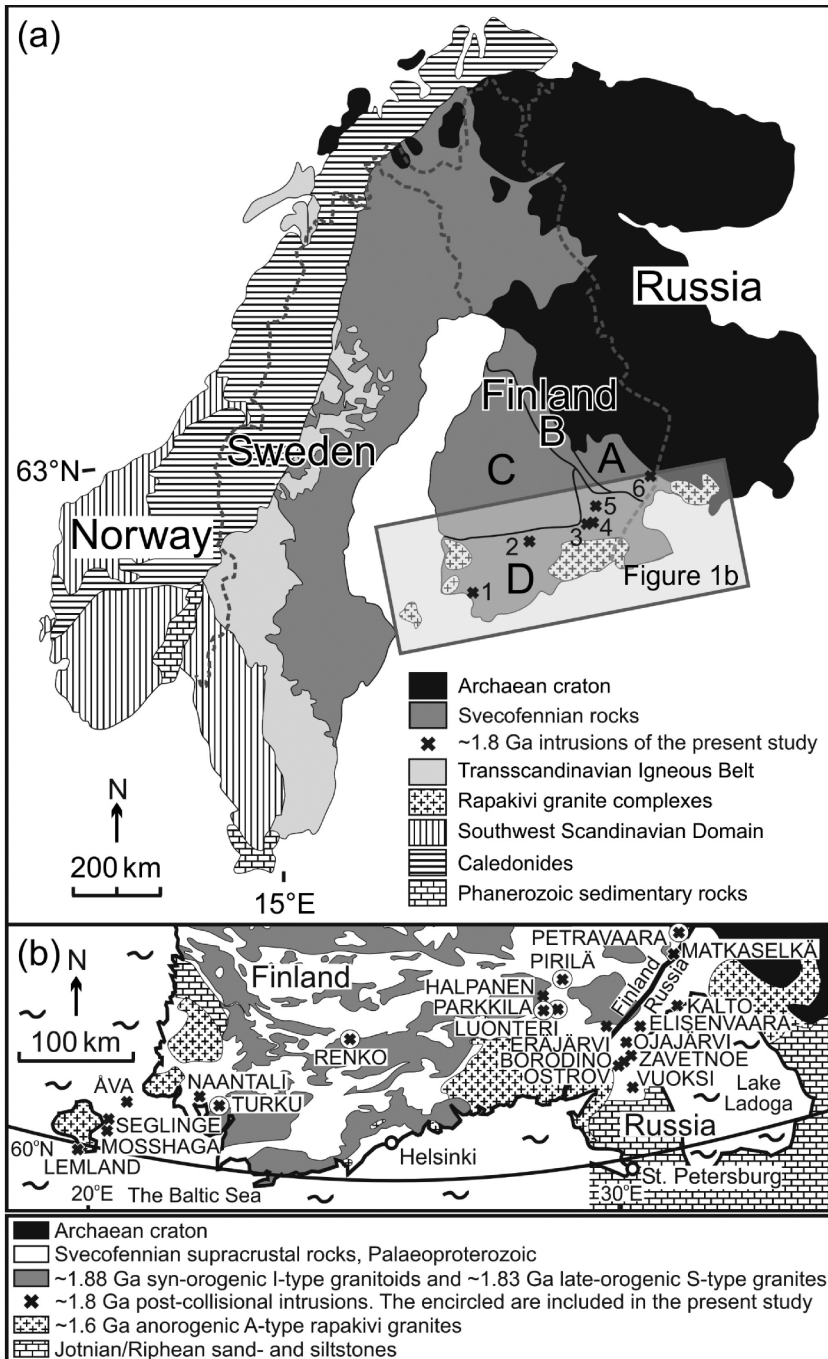 (a)
Russia
Finland
B
A
C
Sweden
63°N
6
5
4
3
Norway
2
D
Figure 1b
1
Archaean craton
Svecofennian rocks
~1.8 Ga intrusions of the present study
Transscandinavian Igneous Belt
Rapakivi granite complexes
Southwest Scandinavian Domain
Caledonides
Phanerozoic sedimentary rocks
N
200 km
15°E
(b)
N
100 km
Finland
PETRAVAARA
PIRILÄ
MATKASELKÄ
Finland
Russia
HALPANEN
PARKKILA
KALTO
LUONTERI
ELISENVAARA
ERÄJÄRVI
OJAJÄRVI
RENKO
BORODINO
ZAVETNOE
OSTROV
VUOKSI
Lake
Ladoga
ÅVA
NAANTALI
TURKU
SEGLINGE
MOSSHAGA
Russia
60°N
LEMLAND
Helsinki
St. Petersburg
20°E
The Baltic Sea
30°E
Archaean craton
Svecofennian supracrustal rocks, Palaeoproterozoic
~1.88 Ga syn-orogenic I-type granitoids and ~1.83 Ga late-orogenic S-type granites
~1.8 Ga post-collisional intrusions. The encircled are included in the present study
~1.6 Ga anorogenic A-type rapakivi granites
Jotnian/Riphean sand- and siltstones